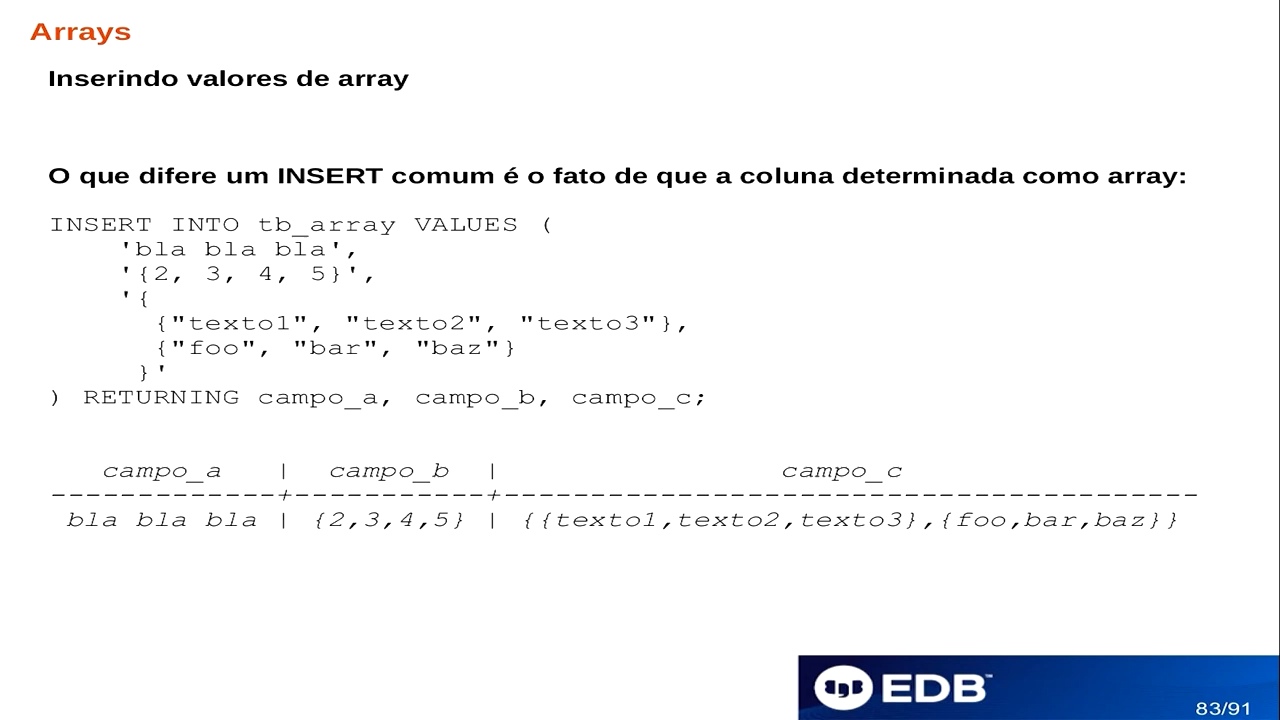 Arrays
Inserindo valores de array
O que difere um INSERT comum é o fato de que a coluna determinada como array:
INSERT INTO tb_array VALUES (
    'bla bla bla',
    '{2, 3, 4, 5}',
    '{
      {"texto1", "texto2", "texto3"},
      {"foo", "bar", "baz"}
     }'
) RETURNING campo_a, campo_b, campo_c;
   campo_a   |  campo_b  |                campo_c
-------------+-----------+----------------------------------------
 bla bla bla | {2,3,4,5} | {{texto1,texto2,texto3},{foo,bar,baz}}
EDB™
83/91